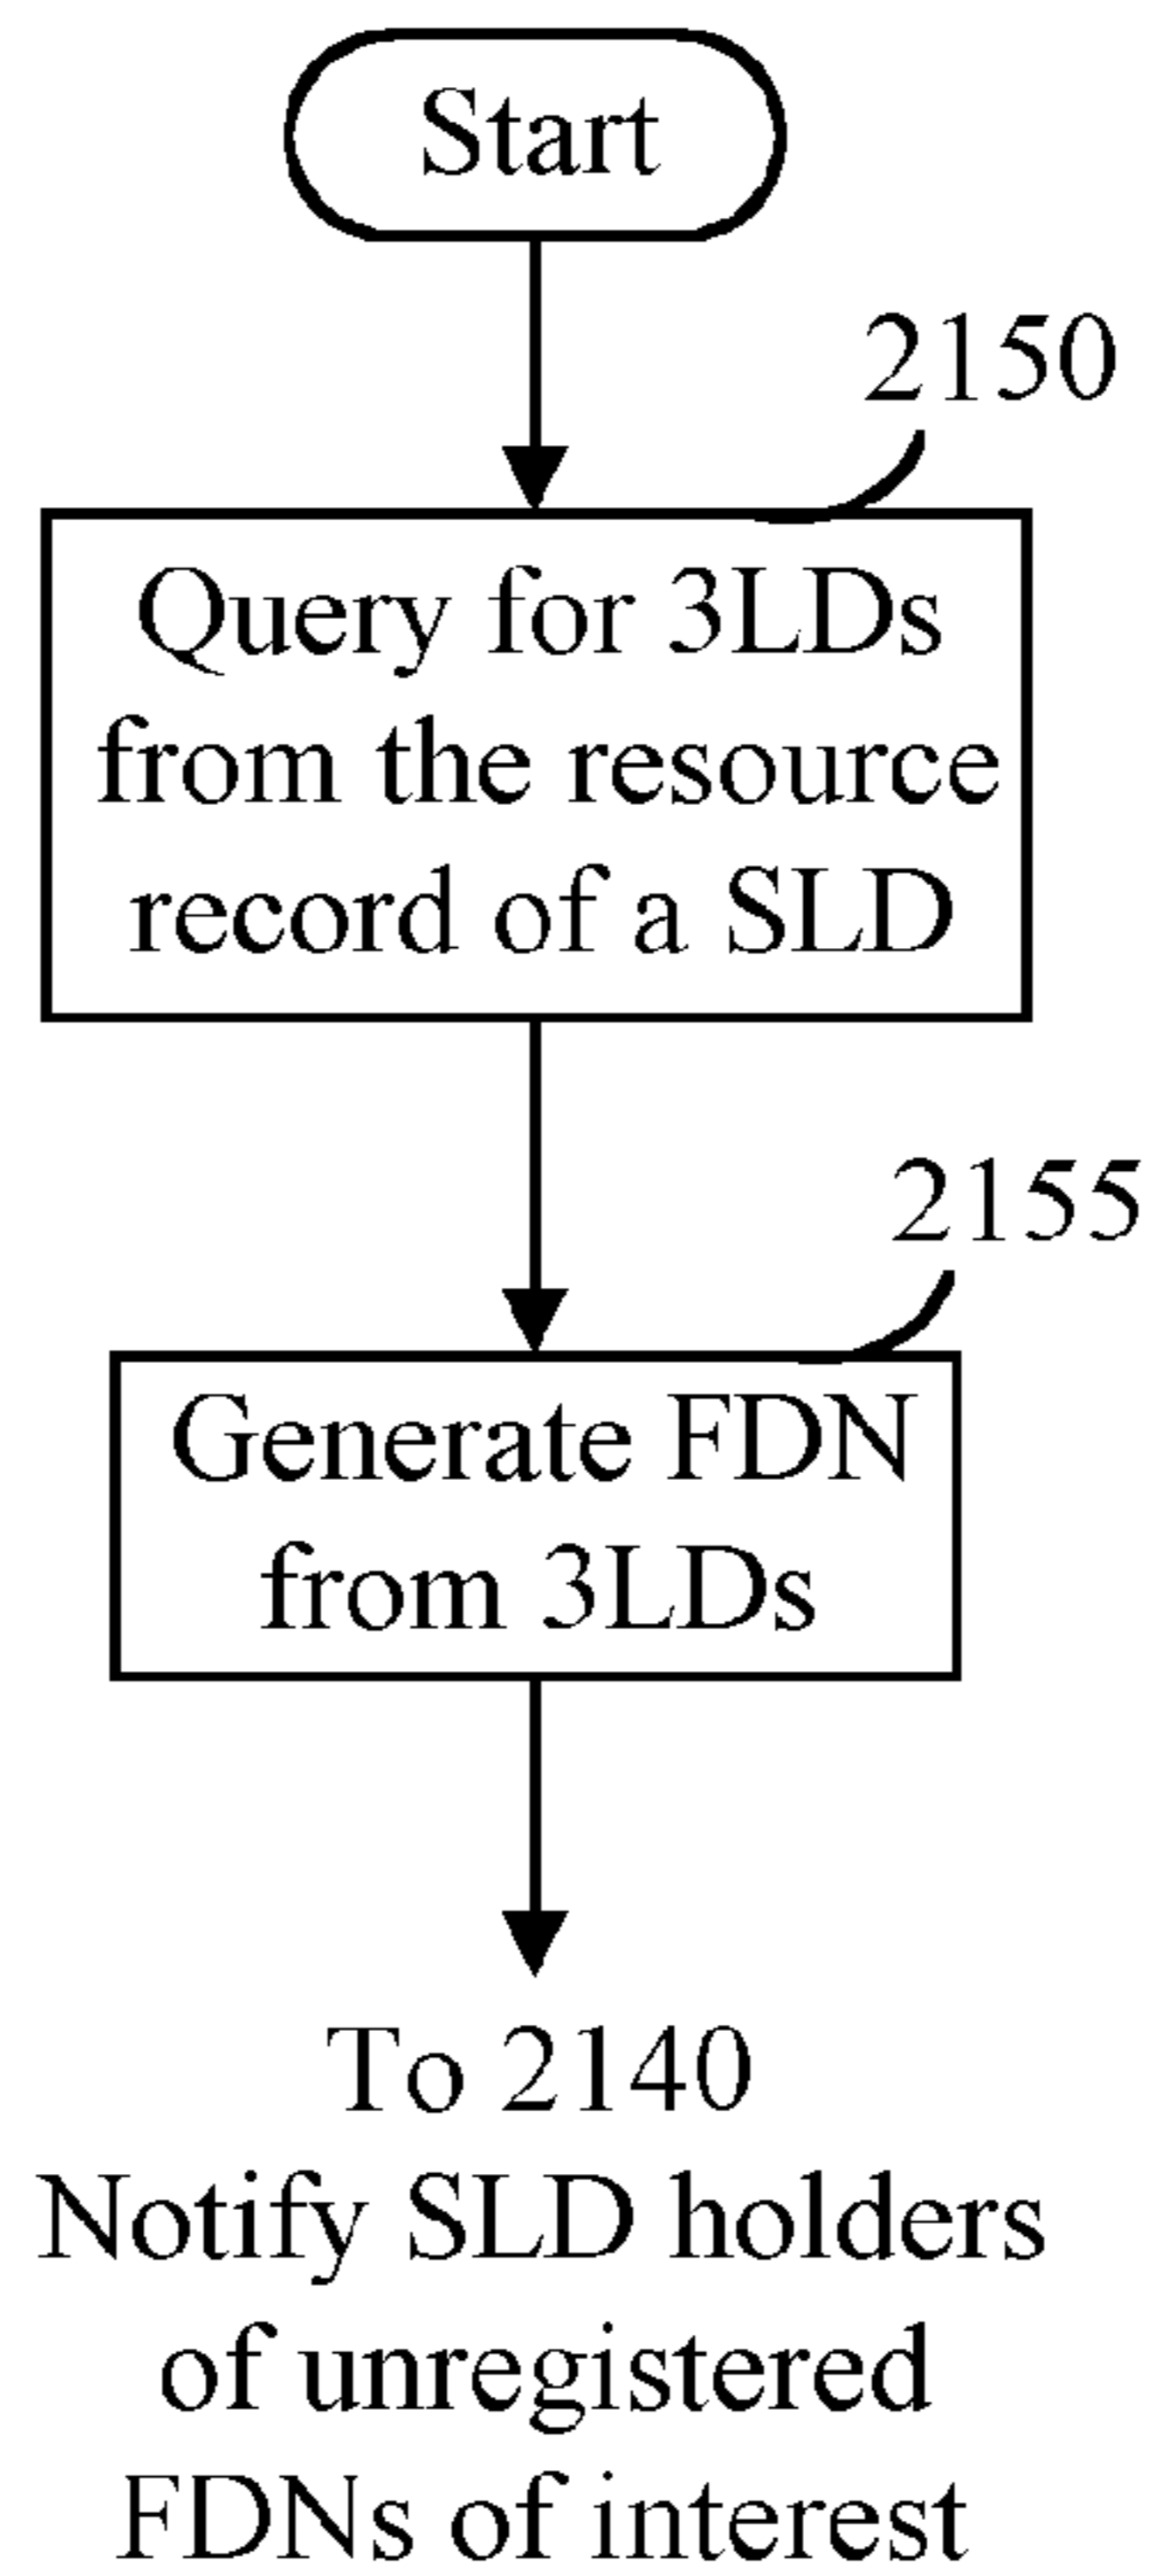 Start
2150
Query for 3LDs
from the resource
record of a SLD
2155
Generate FDN
from 3LDs
To 2140
Notify SLD holders
of unregistered
FDNs of interest